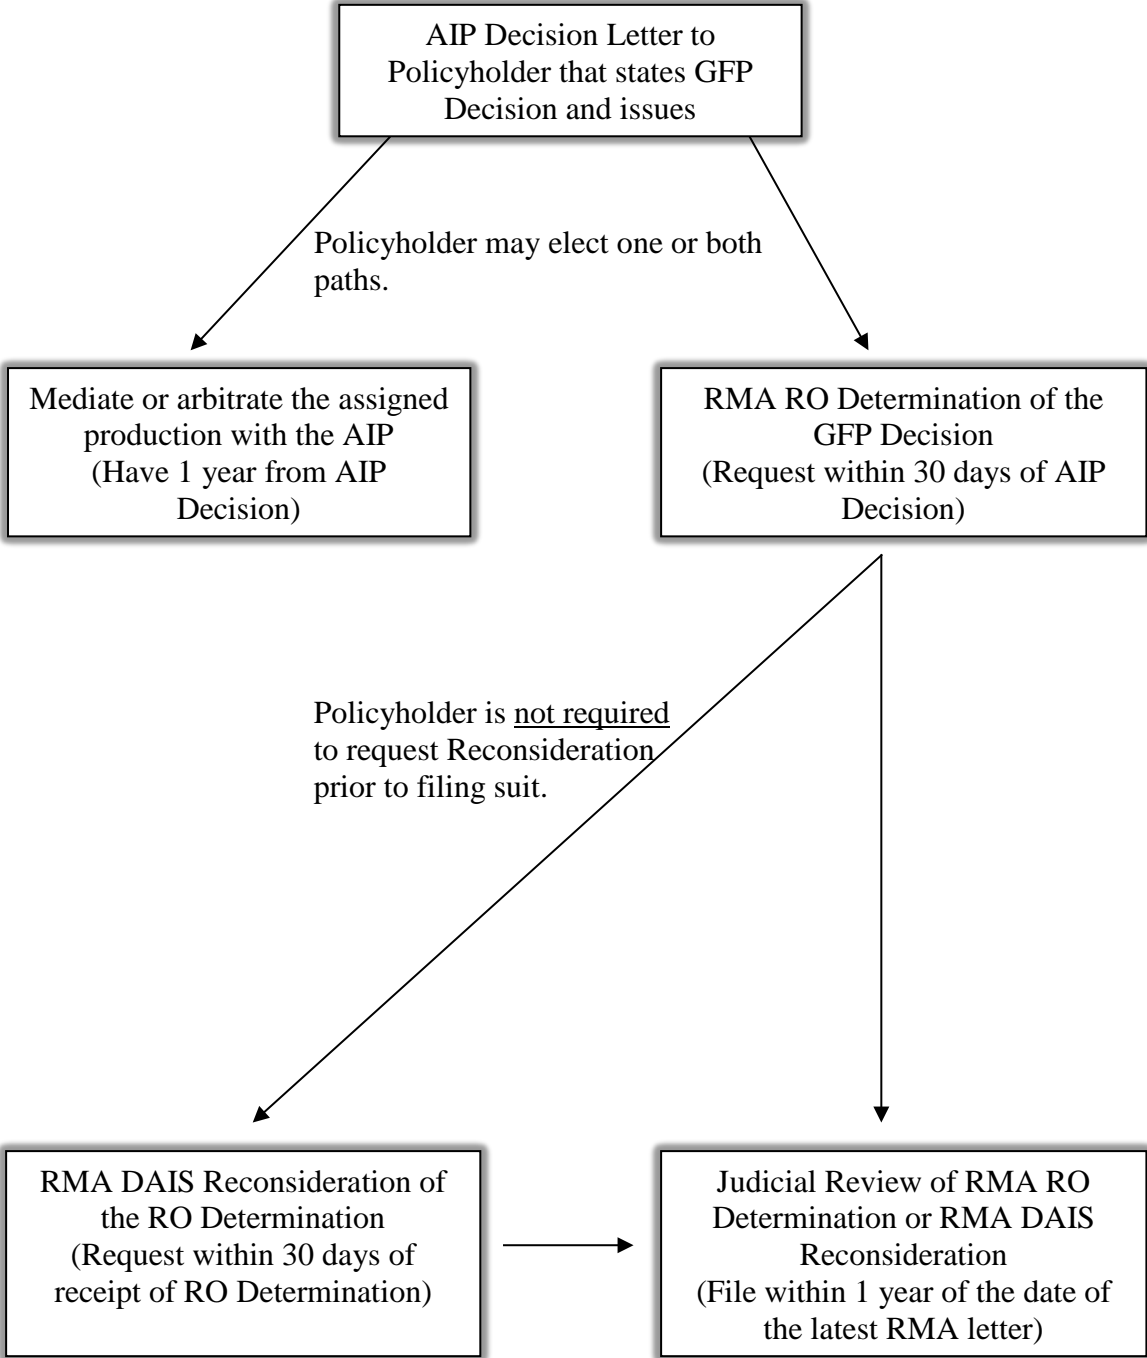 AIP Decision Letter to
Policyholder that states GFP
Decision and issues
Policyholder may elect one or both
paths.
Mediate or arbitrate the assigned
production with the AIP
(Have 1 year from AIP
Decision)
RMA RO Determination of the
GFP Decision
(Request within 30 days of AIP
Decision)
Policyholder is not required
to request Reconsideration
prior to filing suit.
RMA DAIS Reconsideration of
the RO Determination
(Request within 30 days of
receipt of RO Determination)
Judicial Review of RMA RO
Determination or RMA DAIS
Reconsideration
(File within 1 year of the date of
the latest RMA letter)